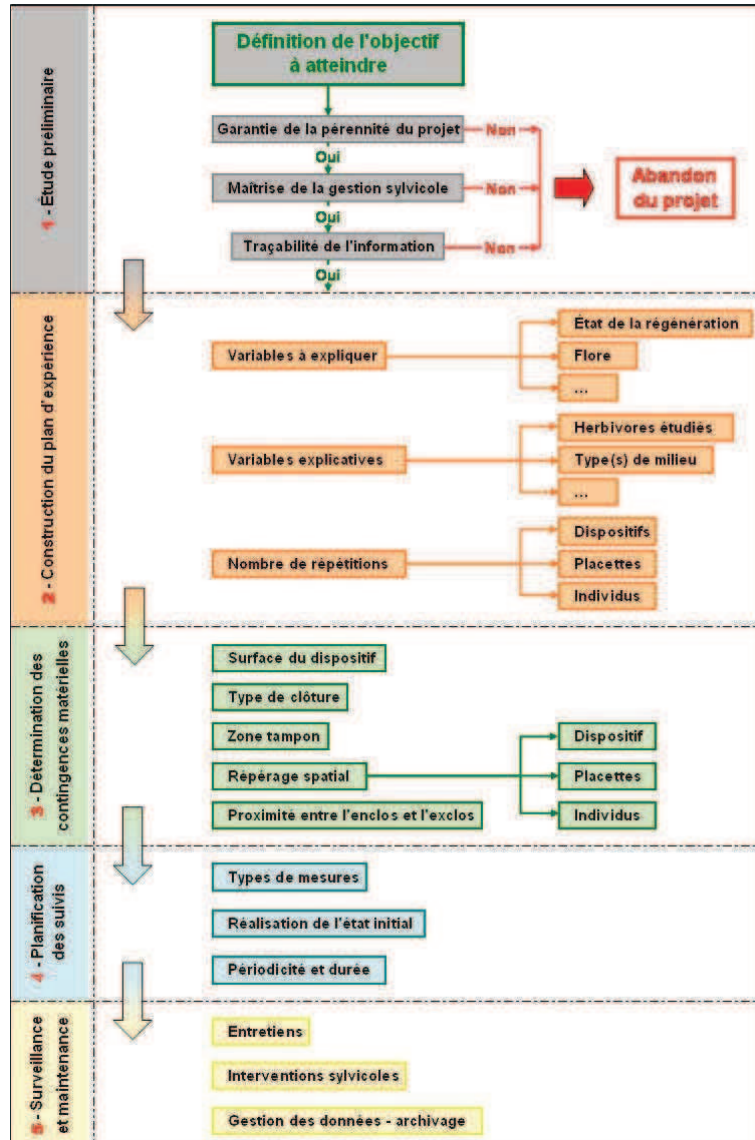 1 - Étude préliminaire
Définition de l'objectif
à atteindre
Garantie de la pérennité du projet
Non
Oui
Maîtrise de la gestion sylvicole
Non
Abandon
du projet
Oui
Traçabilité de l'information
Non
Oui
2 - Construction du plan d'expérience
Variables à expliquer
État de la régénération
Flore
...
Variables explicatives
Herbivores étudiés
Type(s) de milieu
...
Nombre de répétitions
Dispositifs
Placettes
Individus
3 - Détermination des
contingences matérielles
Surface du dispositif
Type de clôture
Zone tampon
Répérage spatial
Dispositif
Placettes
Individus
Proximité entre l'enclos et l'exclos
4 - Planification
des suivis
Types de mesures
Réalisation de l'état initial
Périodicité et durée
5 - Surveillance
et maintenance
Entretiens
Interventions sylvicoles
Gestion des données - archivage